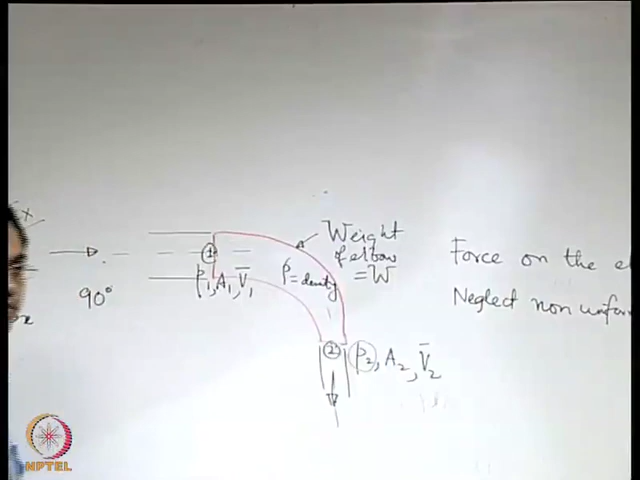 ①
p₁, A₁, V̄₁
90°
Weight
of elbow
= W
ρ = density
②
p₂, A₂, V̄₂
Force on the
Neglect non
x
NPTEL